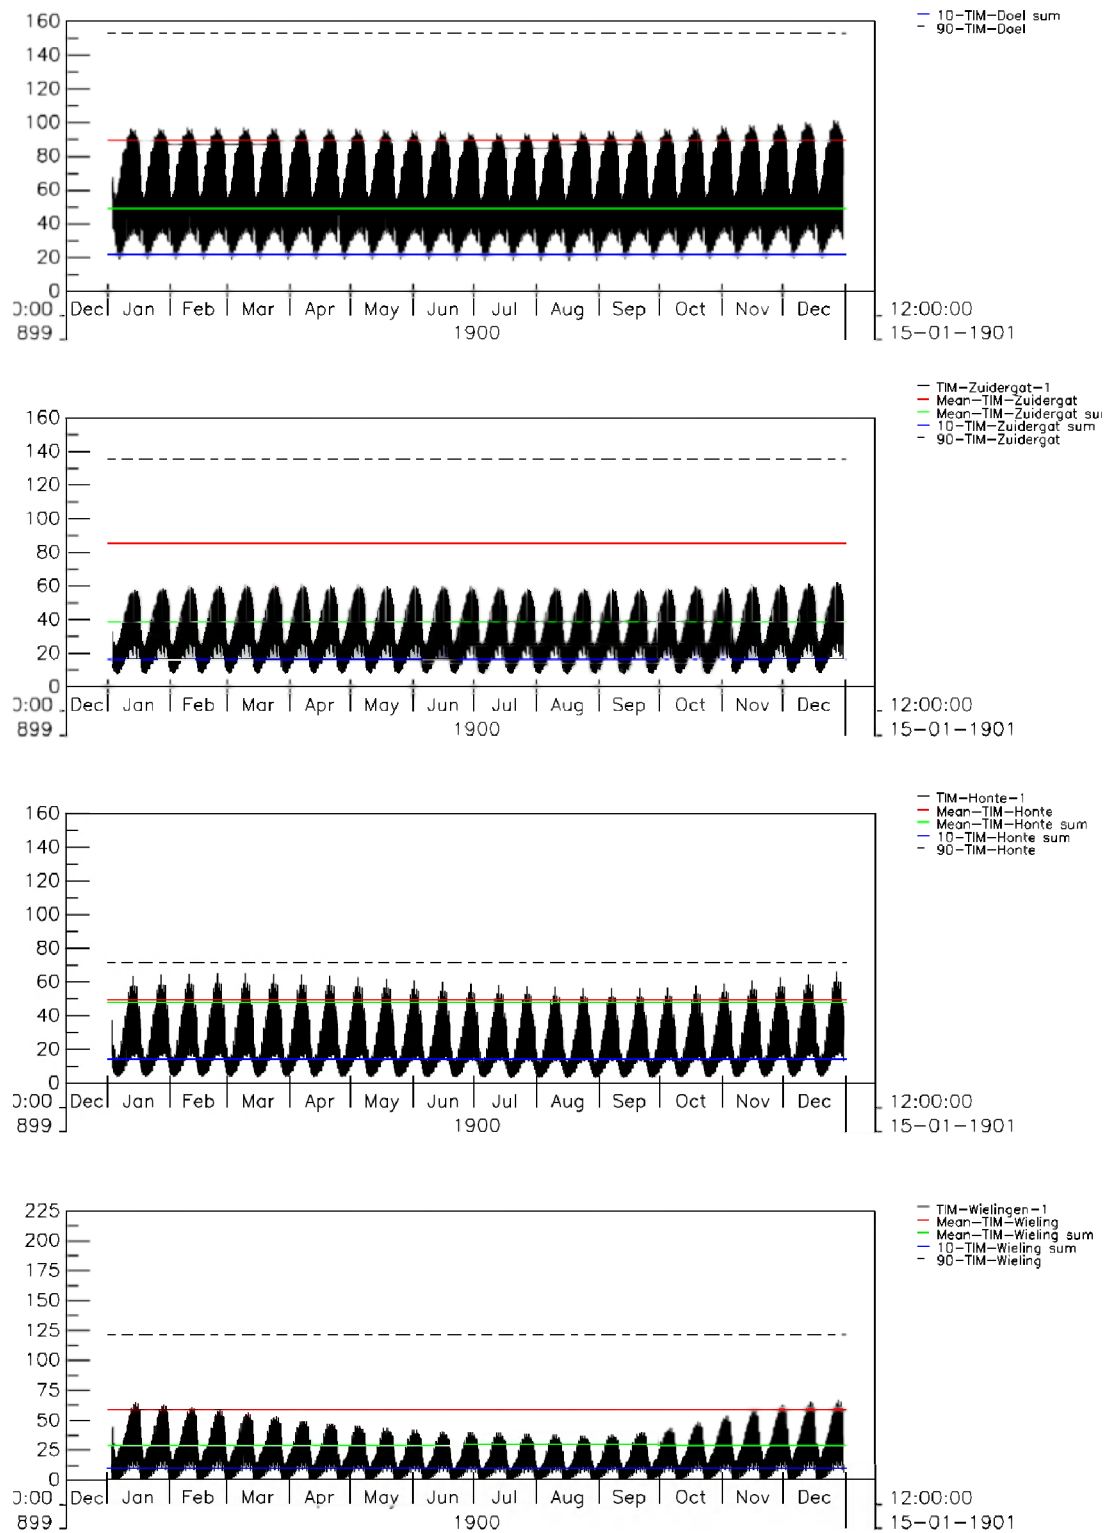 10-TIM-Doel sum
90-TIM-Doel
160
140
120
100
80
60
40
20
0
Dec Jan Feb Mar Apr May Jun Jul Aug Sep Oct Nov Dec
0:00 12:00:00
899 1900 15-01-1901
TIM-Zuidergat-1
Mean-TIM-Zuidergat
Mean-TIM-Zuidergat su
10-TIM-Zuidergat sum
90-TIM-Zuidergat
160
140
120
100
80
60
40
20
0
Dec Jan Feb Mar Apr May Jun Jul Aug Sep Oct Nov Dec
0:00 12:00:00
899 1900 15-01-1901
TIM-Honte-1
Mean-TIM-Honte
Mean-TIM-Honte sum
10-TIM-Honte sum
90-TIM-Honte
160
140
120
100
80
60
40
20
0
Dec Jan Feb Mar Apr May Jun Jul Aug Sep Oct Nov Dec
0:00 12:00:00
899 1900 15-01-1901
TIM-Wielingen-1
Mean-TIM-Wieling
Mean-TIM-Wieling sum
10-TIM-Wieling sum
90-TIM-Wieling
225
200
175
150
125
100
75
50
25
0
Dec Jan Feb Mar Apr May Jun Jul Aug Sep Oct Nov Dec
0:00 12:00:00
899 1900 15-01-1901